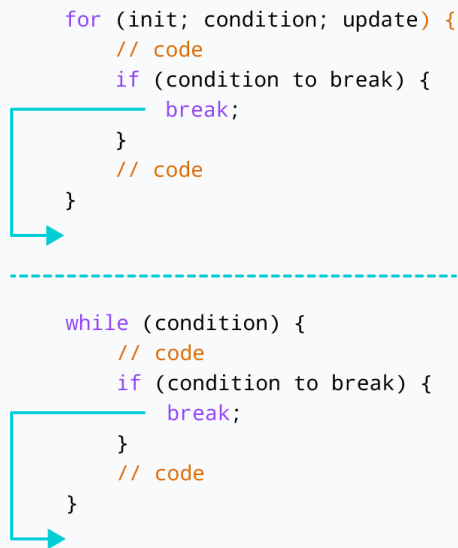 for (init; condition; update) {
    // code
    if (condition to break) {
        break;
    }
    // code
}
while (condition) {
    // code
    if (condition to break) {
        break;
    }
    // code
}